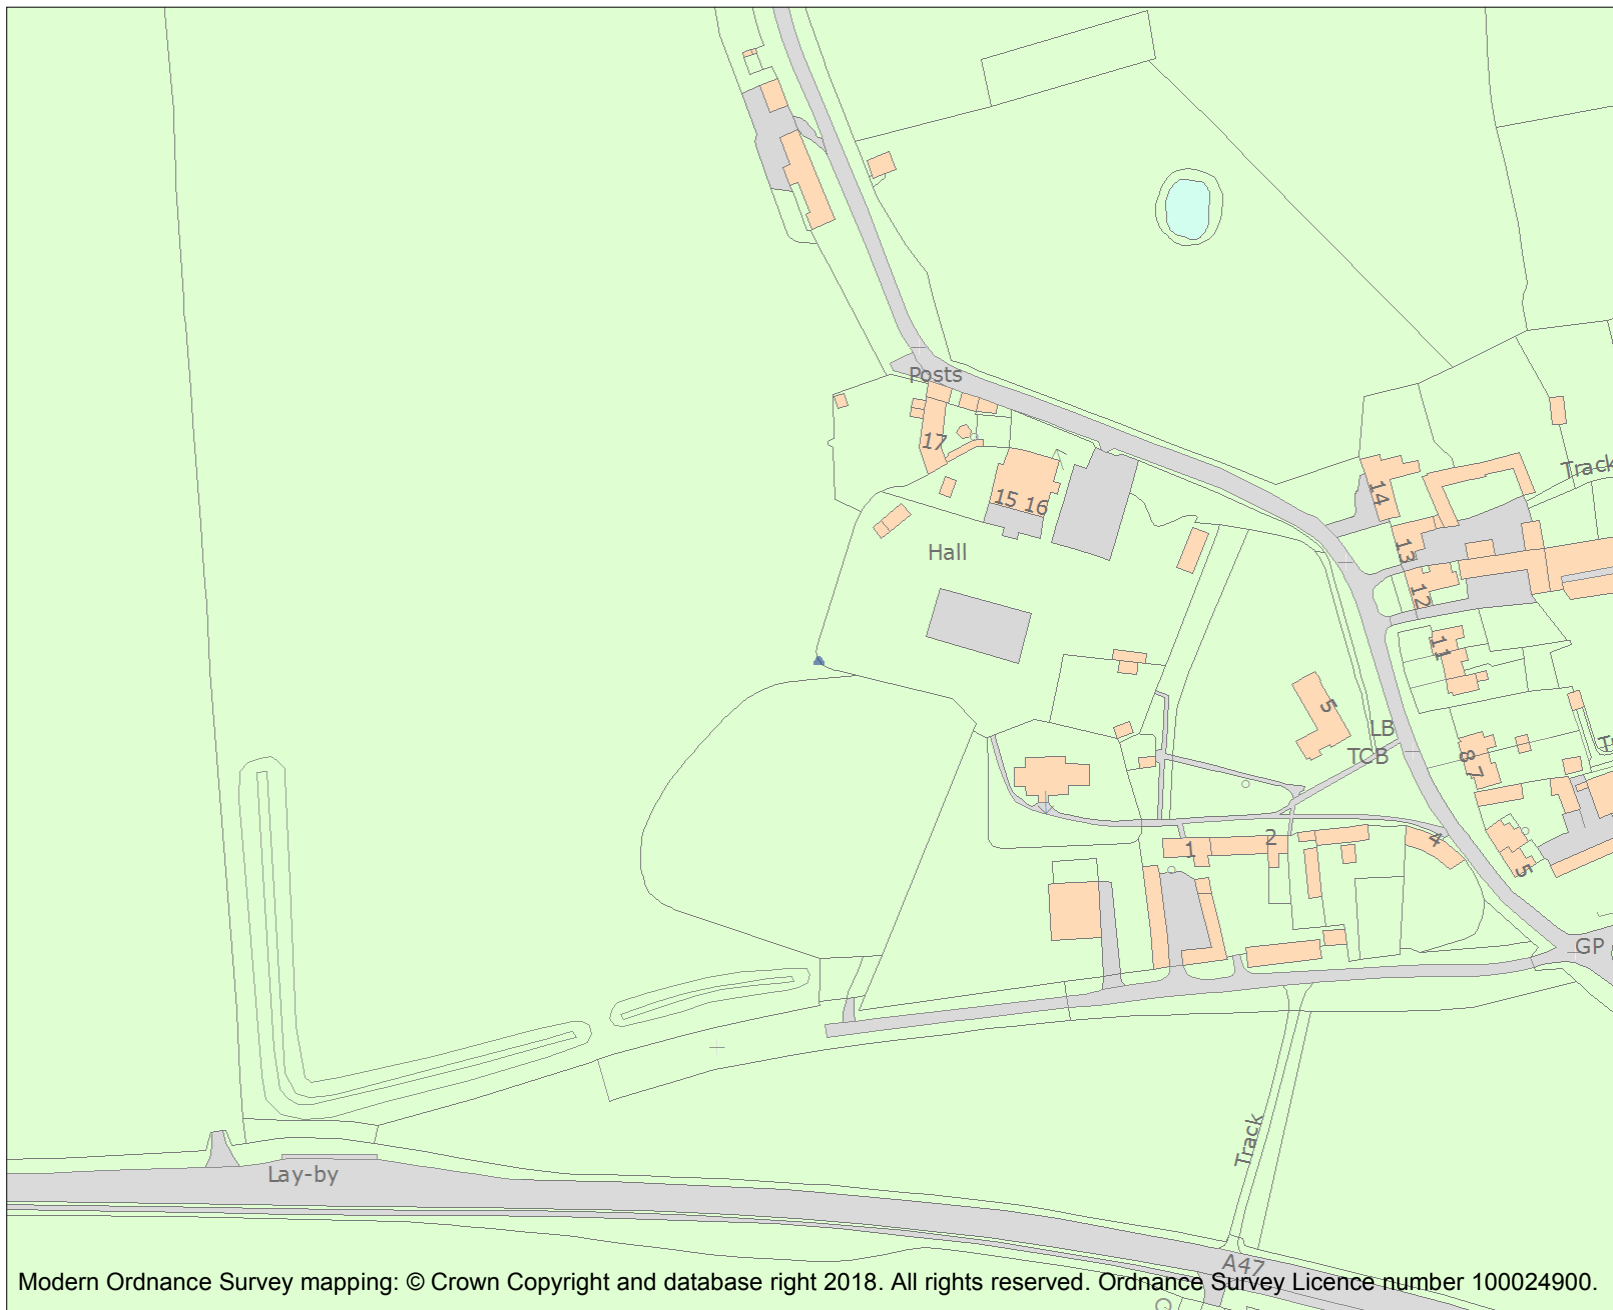 Posts
17
15 16
Hall
14
Track
13
12
11
5
LB
TCB
8 7
1
2
4
5
GP
Track
Lay-by
A47
Modern Ordnance Survey mapping: © Crown Copyright and database right 2018. All rights reserved. Ordnance Survey Licence number 100024900.